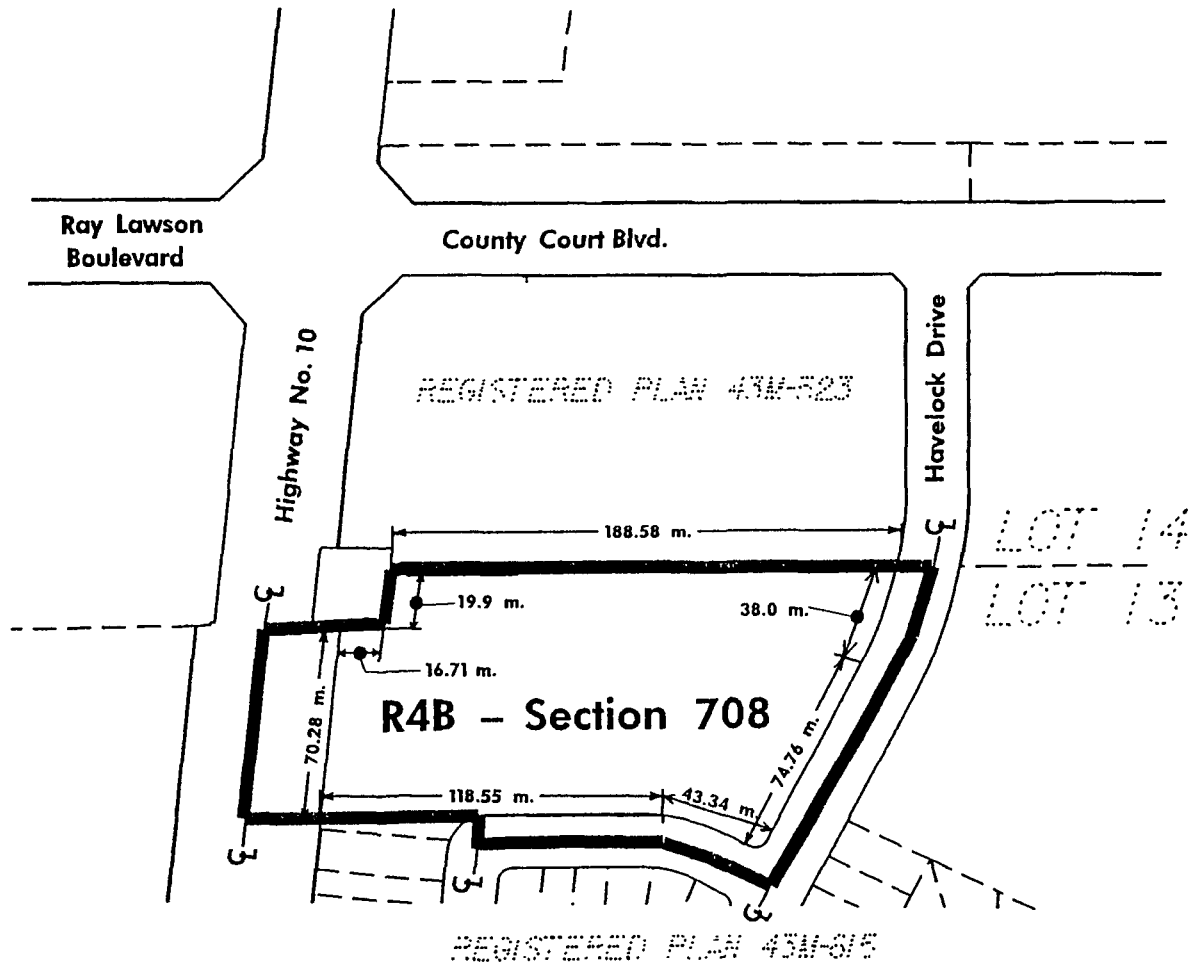 Ray Lawson
Boulevard
County Court Blvd.
Highway No. 10
Havelock Drive
REGISTERED PLAN 43M-523
LOT 14
LOT 13
188.58 m.
19.9 m.
38.0 m.
16.71 m.
R4B – Section 708
70.28 m.
74.76 m.
118.55 m.
43.34 m.
REGISTERED PLAN 43M-615